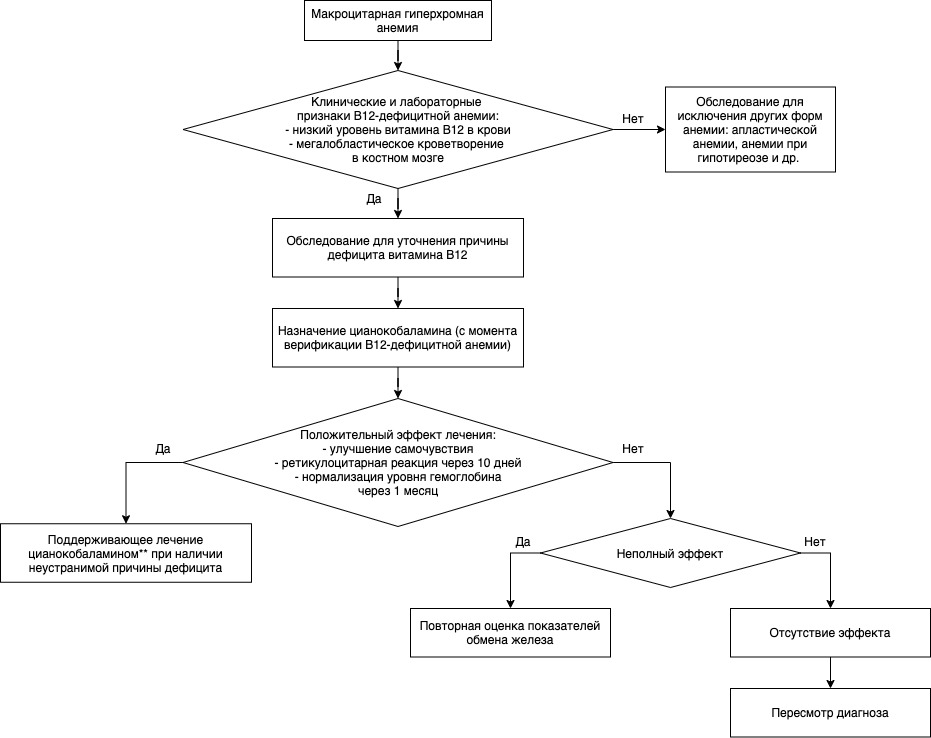 Макроцитарная гиперхромная
анемия
Клинические и лабораторные
признаки B12-дефицитной анемии:
- низкий уровень витамина B12 в крови
- мегалобластическое кроветворение
в костном мозге
Нет
Обследование для
исключения других форм
анемии: апластической
анемии, анемии при
гипотиреозе и др.
Да
Обследование для уточнения причины
дефицита витамина B12
Назначение цианокобаламина (с момента
верификации B12-дефицитной анемии)
Положительный эффект лечения:
- улучшение самочувствия
- ретикулоцитарная реакция через 10 дней
- нормализация уровня гемоглобина
через 1 месяц
Да
Нет
Поддерживающее лечение
цианокобаламином** при наличии
неустранимой причины дефицита
Неполный эффект
Да
Нет
Повторная оценка показателей
обмена железа
Отсутствие эффекта
Пересмотр диагноза